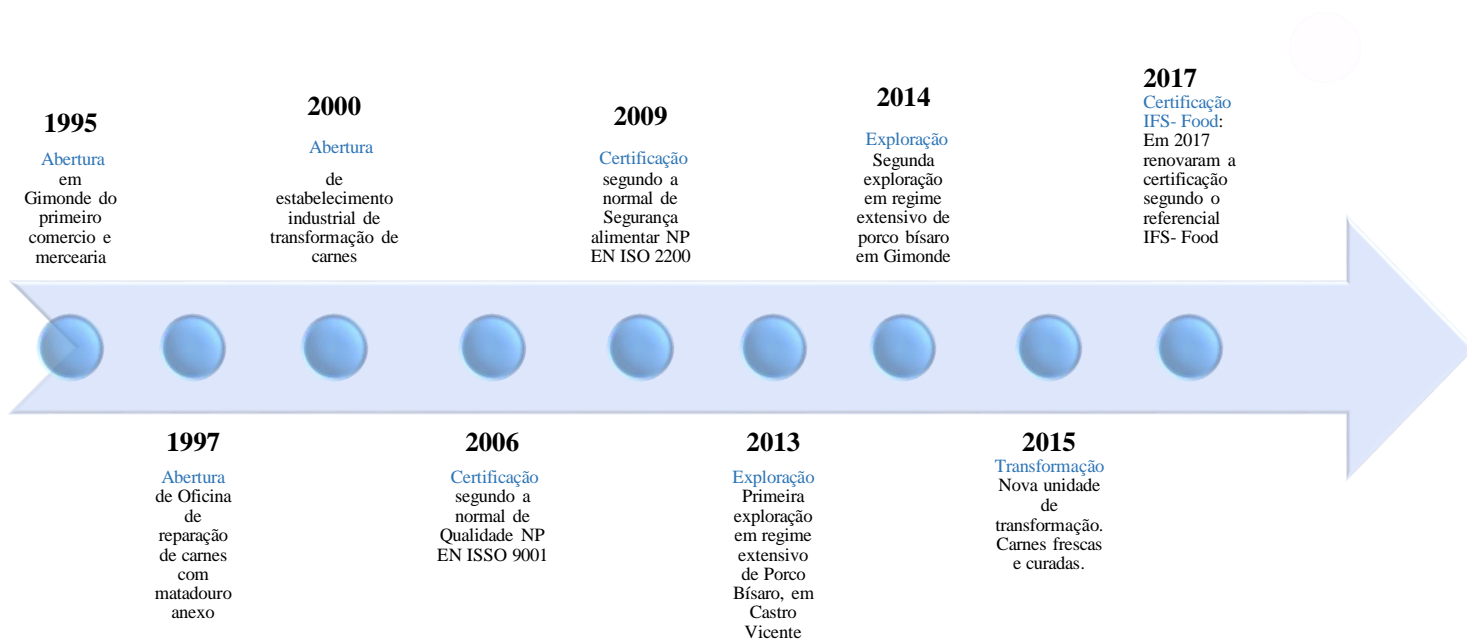 1995
Abertura
em
Gimonde do
primeiro
comercio e
mercearia
1997
Abertura
de Oficina
de
reparação
de carnes
com
matadouro
anexo
2000
Abertura
de
estabelecimento
industrial de
transformação de
carnes
2006
Certificação
segundo a
normal de
Qualidade NP
EN ISSO 9001
2009
Certificação
segundo a
normal de
Segurança
alimentar NP
EN ISO 2200
2013
Exploração
Primeira
exploração
em regime
extensivo
de Porco
Bísaro, em
Castro
Vicente
2014
Exploração
Segunda
exploração
em regime
extensivo de
porco bísaro
em Gimonde
2015
Transformação
Nova unidade
de
transformação.
Carnes frescas
e curadas.
2017
Certificação
IFS- Food:
Em 2017
renovaram a
certificação
segundo o
referencial
IFS- Food